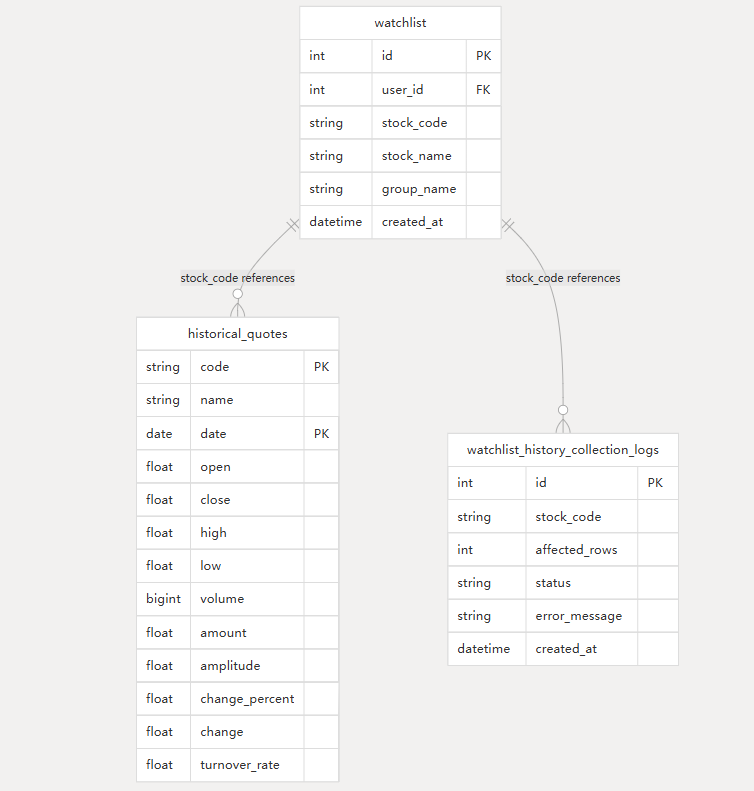 watchlist
int id PK
int user_id FK
string stock_code
string stock_name
string group_name
datetime created_at
stock_code references
stock_code references
historical_quotes
string code PK
string name
date date PK
float open
float close
float high
float low
bigint volume
float amount
float amplitude
float change_percent
float change
float turnover_rate
watchlist_history_collection_logs
int id PK
string stock_code
int affected_rows
string status
string error_message
datetime created_at